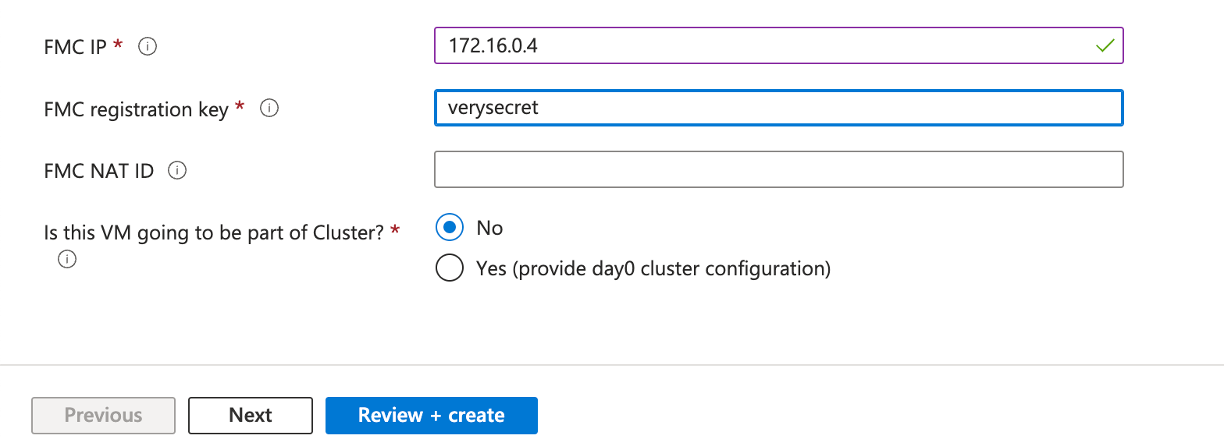 FMC IP * 172.16.0.4
FMC registration key * verysecret
FMC NAT ID
Is this VM going to be part of Cluster? *
No
Yes (provide day0 cluster configuration)
Previous Next Review + create